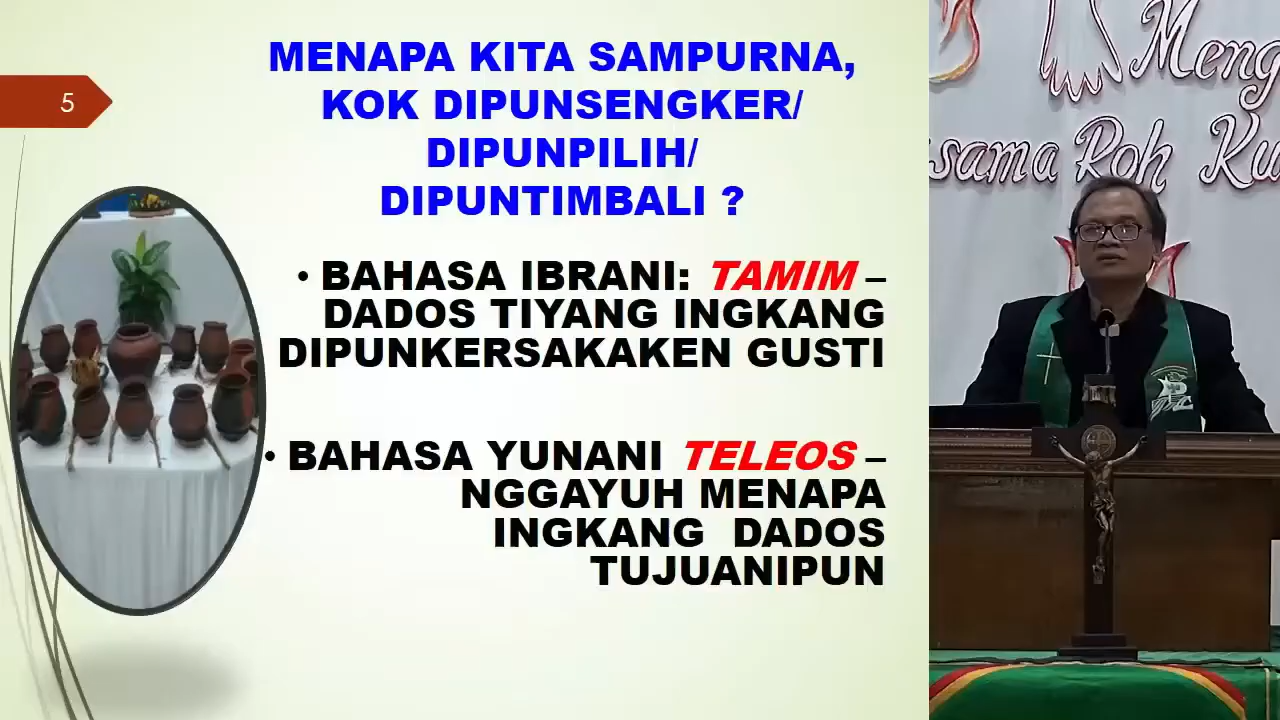 5
MENAPA KITA SAMPURNA,
KOK DIPUNSENGKER/
DIPUNPILIH/
DIPUNTIMBALI ?
• BAHASA IBRANI: TAMIM –
DADOS TIYANG INGKANG
DIPUNKERSAKAKEN GUSTI
• BAHASA YUNANI TELEOS –
NGGAYUH MENAPA
INGKANG DADOS
TUJUANIPUN
Meng
sama Roh Ku